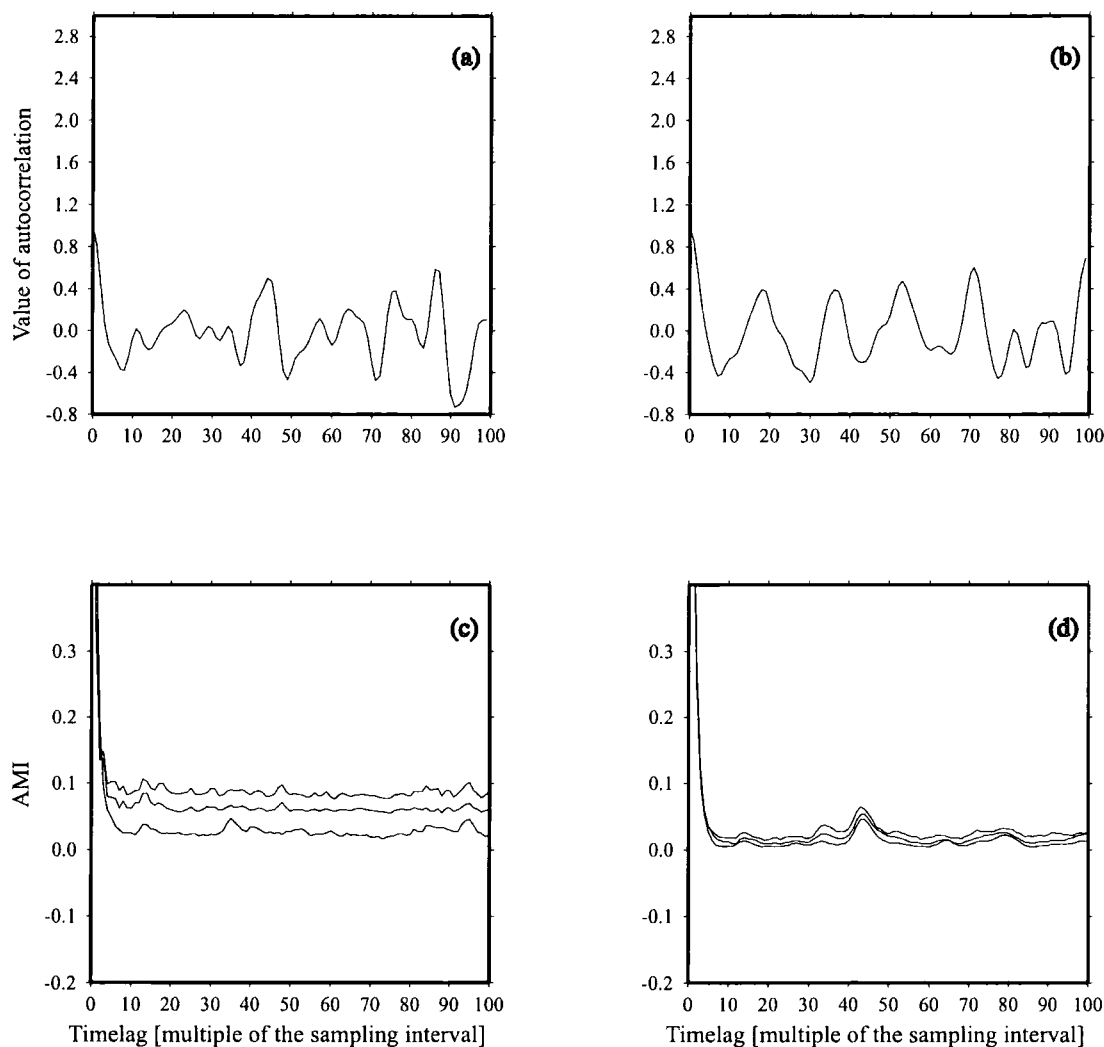 (a)
2.8
2.4
2.0
1.6
1.2
0.8
0.4
0.0
-0.4
-0.8
Value of autocorrelation
0 10 20 30 40 50 60 70 80 90 100
(b)
2.8
2.4
2.0
1.6
1.2
0.8
0.4
0.0
-0.4
-0.8
0 10 20 30 40 50 60 70 80 90 100
(c)
0.3
0.2
0.1
0.0
-0.1
-0.2
AMI
0 10 20 30 40 50 60 70 80 90 100
Timelag [multiple of the sampling interval]
(d)
0.3
0.2
0.1
0.0
-0.1
-0.2
0 10 20 30 40 50 60 70 80 90 100
Timelag [multiple of the sampling interval]